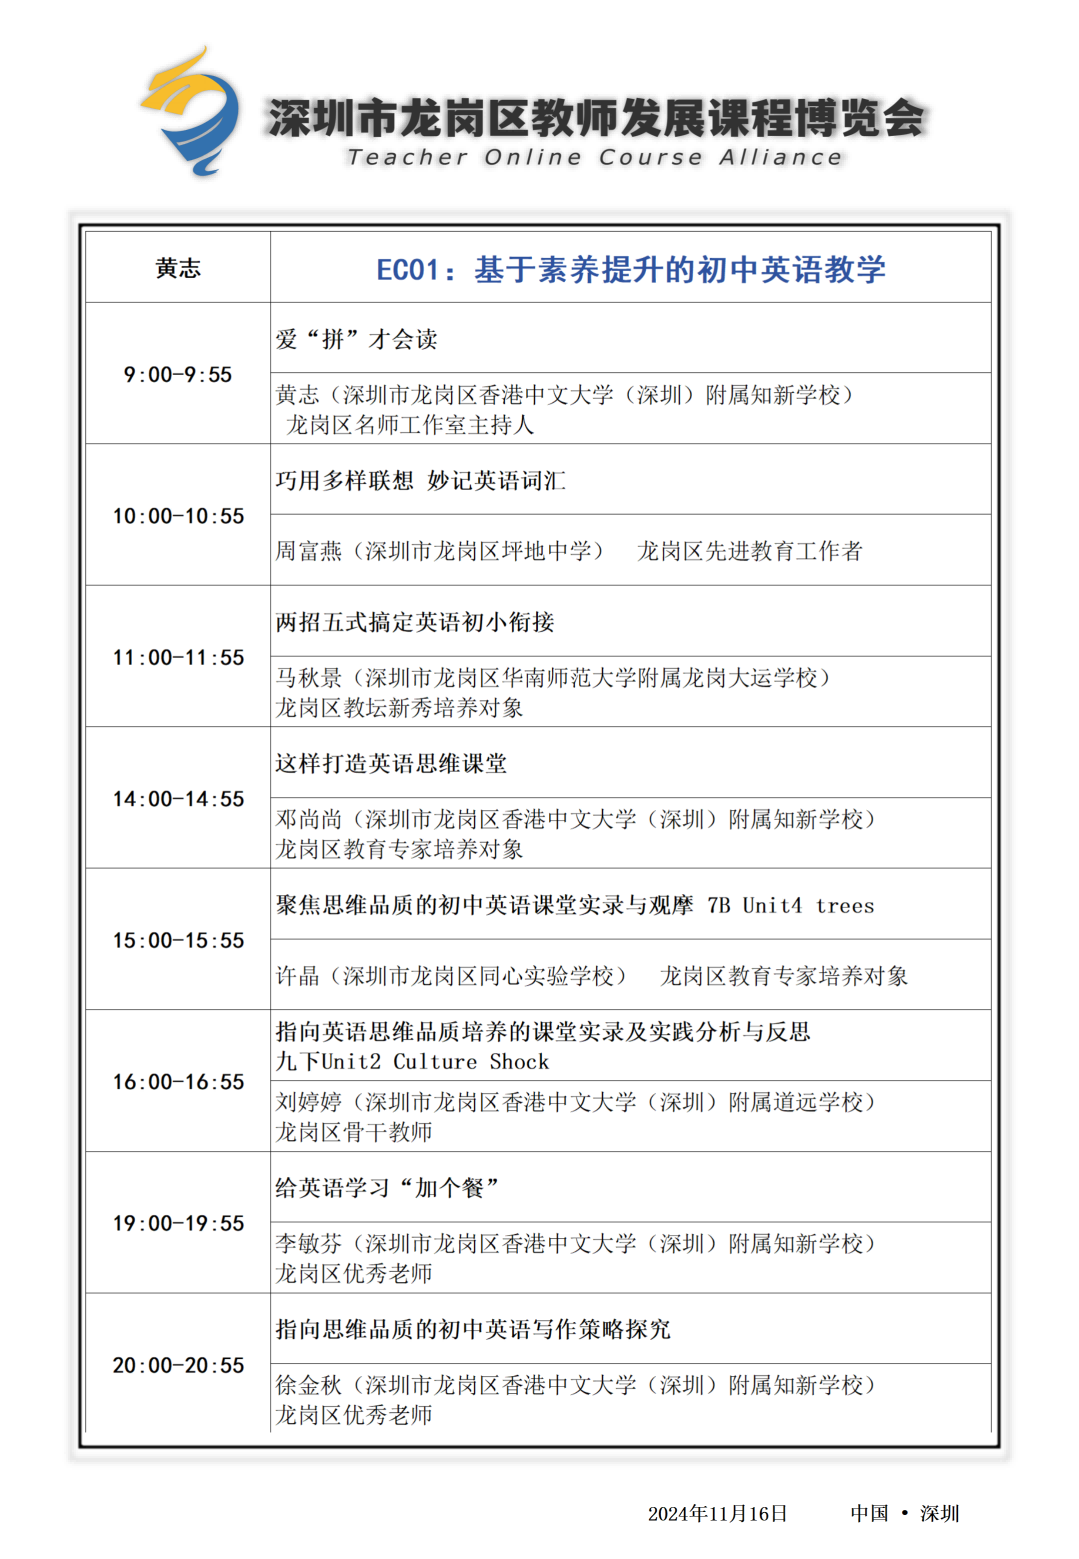 深圳市龙岗区教师发展课程博览会
Teacher Online Course Alliance
黄志
EC01：基于素养提升的初中英语教学
9:00-9:55
爱“拼”才会读
黄志（深圳市龙岗区香港中文大学（深圳）附属知新学校）
龙岗区名师工作室主持人
10:00-10:55
巧用多样联想 妙记英语词汇
周富燕（深圳市龙岗区坪地中学） 龙岗区先进教育工作者
11:00-11:55
两招五式搞定英语初小衔接
马秋景（深圳市龙岗区华南师范大学附属龙岗大运学校）
龙岗区教坛新秀培养对象
14:00-14:55
这样打造英语思维课堂
邓尚尚（深圳市龙岗区香港中文大学（深圳）附属知新学校）
龙岗区教育专家培养对象
15:00-15:55
聚焦思维品质的初中英语课堂实录与观摩 7B Unit4 trees
许晶（深圳市龙岗区同心实验学校） 龙岗区教育专家培养对象
16:00-16:55
指向英语思维品质培养的课堂实录及实践分析与反思
九下Unit2 Culture Shock
刘婷婷（深圳市龙岗区香港中文大学（深圳）附属道远学校）
龙岗区骨干教师
19:00-19:55
给英语学习“加个餐”
李敏芬（深圳市龙岗区香港中文大学（深圳）附属知新学校）
龙岗区优秀老师
20:00-20:55
指向思维品质的初中英语写作策略探究
徐金秋（深圳市龙岗区香港中文大学（深圳）附属知新学校）
龙岗区优秀老师
2024年11月16日 中国 • 深圳